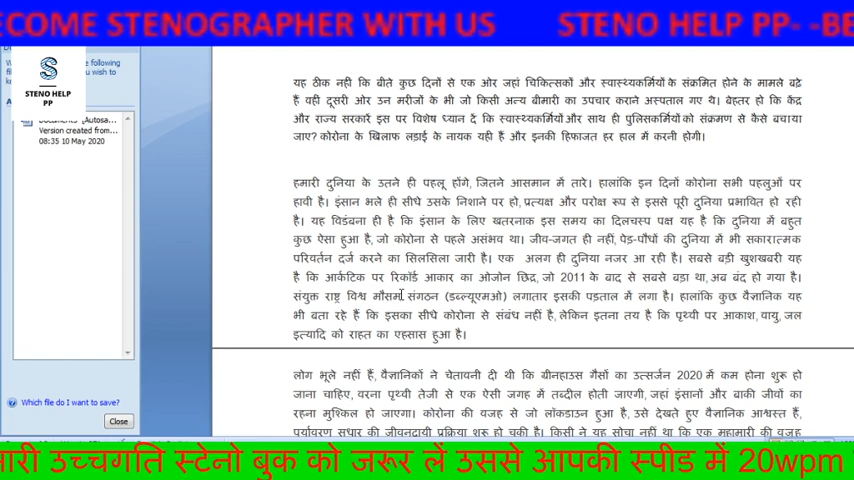 BECOME STENOGRAPHER WITH US STENO HELP PP- -BE
STENO HELP
PP
following
u wish to
Documents [Autosa...
Version created from...
08:35 10 May 2020
Which file do I want to save?
Close
यह ठीक नही कि बीते कुछ दिनों से एक ओर जहां चिकित्सकों और स्वास्थ्यकर्मियों के संक्रमित होने के मामले बढ़े
हैं वही दूसरी ओर उन मरीजों के भी जो किसी अन्य बीमारी का उपचार कराने अस्पताल गए थे। बेहतर हो कि केंद्र
और राज्य सरकारें इस पर विशेष ध्यान दें कि स्वास्थ्यकर्मियों और साथ ही पुलिसकर्मियों को संक्रमण से कैसे बचाया
जाए? कोरोना के खिलाफ लड़ाई के नायक यही हैं और इनकी हिफाजत हर हाल में करनी होगी।
हमारी दुनिया के उतने ही पहलू होंगे, जितने आसमान में तारे। हालांकि इन दिनों कोरोना सभी पहलुओं पर
हावी है। इंसान भले ही सीधे उसके निशाने पर हो, प्रत्यक्ष और परोक्ष रूप से इससे पूरी दुनिया प्रभावित हो रही
है। यह विडंबना ही है कि इंसान के लिए खतरनाक इस समय का दिलचस्प पक्ष यह है कि दुनिया में बहुत
कुछ ऐसा हुआ है, जो कोरोना से पहले असंभव था। जीव-जगत ही नहीं, पेड़-पौधों की दुनिया में भी सकारात्मक
परिवर्तन दर्ज करने का सिलसिला जारी है। एक अलग ही दुनिया नजर आ रही है। सबसे बड़ी खुशखबरी यह
है कि आर्कटिक पर रिकॉर्ड आकार का ओजोन छिद्र, जो 2011 के बाद से सबसे बड़ा था, अब बंद हो गया है।
संयुक्त राष्ट्र विश्व मौसम संगठन (डब्ल्यूएमओ) लगातार इसकी पड़ताल में लगा है। हालांकि कुछ वैज्ञानिक यह
भी बता रहे हैं कि इसका सीधे कोरोना से संबंध नहीं है, लेकिन इतना तय है कि पृथ्वी पर आकाश, वायु, जल
इत्यादि को राहत का एहसास हुआ है।
लोग भूले नहीं हैं, वैज्ञानिकों ने चेतावनी दी थी कि ग्रीनहाउस गैसों का उत्सर्जन 2020 में कम होना शुरू हो
जाना चाहिए, वरना पृथ्वी तेजी से एक ऐसी जगह में तब्दील होती जाएगी, जहां इंसानों और बाकी जीवों का
रहना मुश्किल हो जाएगा। कोरोना की वजह से जो लॉकडाउन हुआ है, उसे देखते हुए वैज्ञानिक आश्वस्त हैं,
पर्यावरण सुधार की जीवनदायी प्रक्रिया शुरू हो चुकी है। किसी ने यह सोचा नहीं था कि एक महामारी की वजह
मारी उच्चगति स्टेनो बुक को जरूर लें उससे आपकी स्पीड में 20wpm